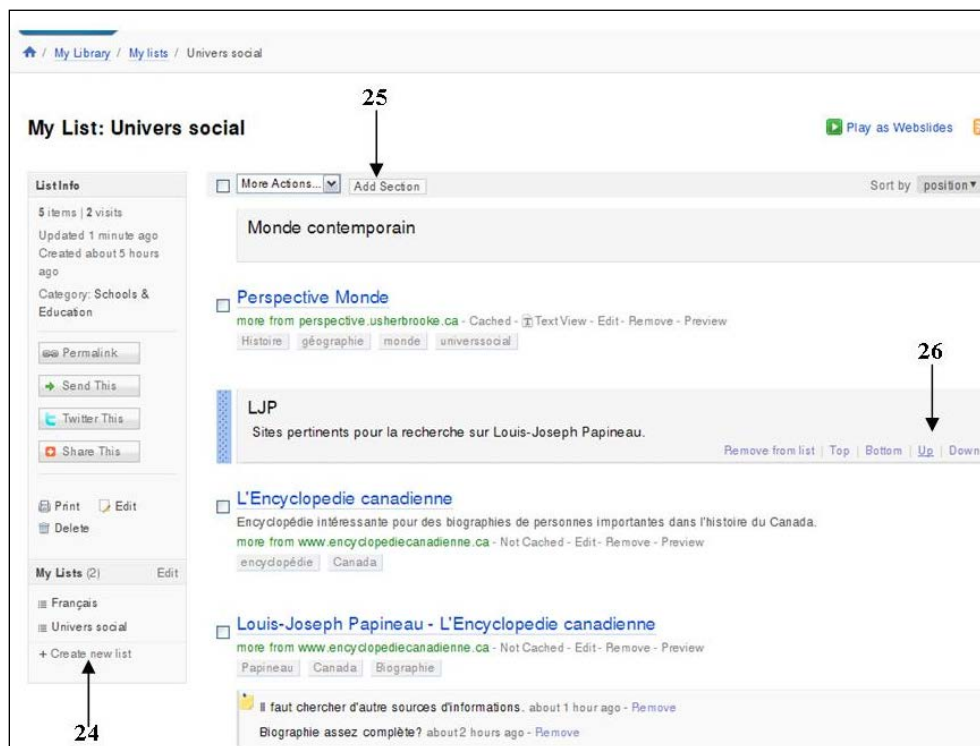 / My Library / My lists / Univers social
25
My List: Univers social
Play as Webslides
List Info
5 items | 2 visits
Updated 1 minute ago
Created about 5 hours
ago
Category: Schools &
Education
Permalink
Send This
Twitter This
Share This
Print Edit
Delete
My Lists (2) Edit
Français
Univers social
+ Create new list
24
More Actions... Add Section Sort by position
Monde contemporain
Perspective Monde
more from perspective.usherbrooke.ca - Cached - Text View - Edit - Remove - Preview
Histoire géographie monde universsocial
26
LJP
Sites pertinents pour la recherche sur Louis-Joseph Papineau.
Remove from list | Top | Bottom | Up | Down
L'Encyclopedie canadienne
Encyclopédie intéressante pour des biographies de personnes importantes dans l'histoire du Canada.
more from www.encyclopediecanadienne.ca - Not Cached - Edit - Remove - Preview
encyclopédie Canada
Louis-Joseph Papineau - L'Encyclopedie canadienne
more from www.encyclopediecanadienne.ca - Not Cached - Edit - Remove - Preview
Papineau Canada Biographie
Il faut chercher d'autre sources d'informations. about 1 hour ago - Remove
Biographie assez complète? about 2 hours ago - Remove